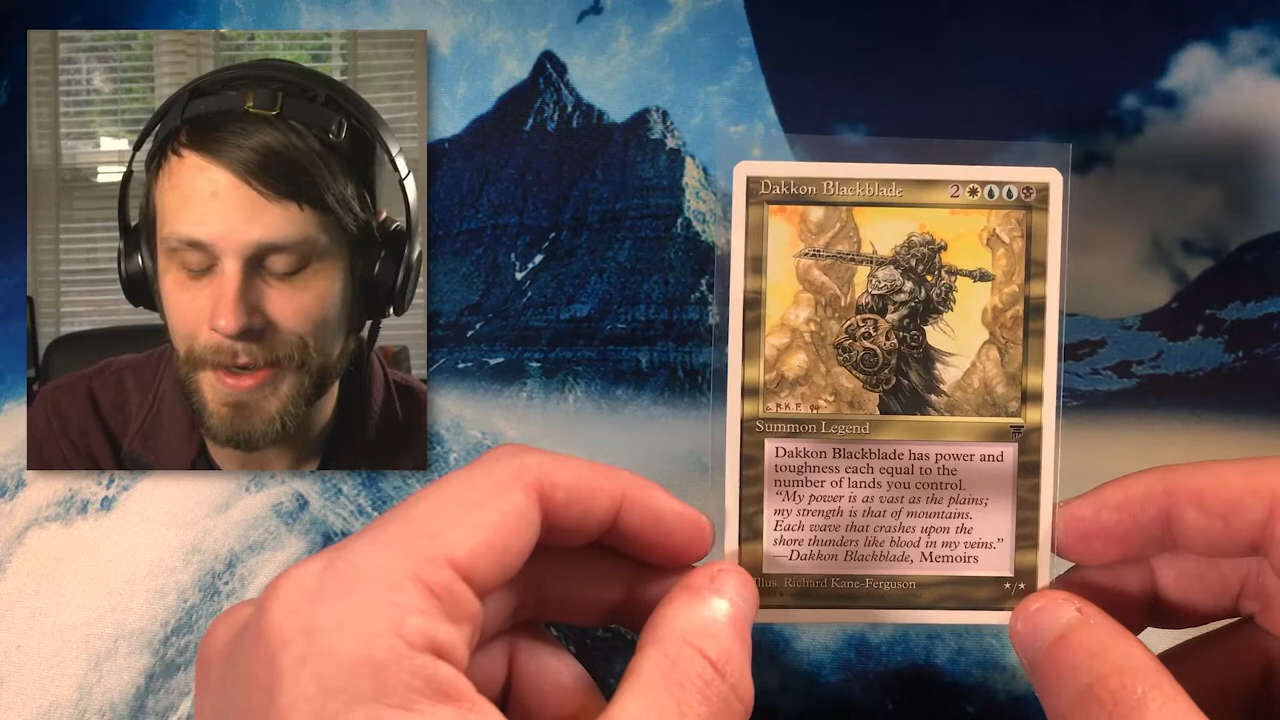 Dakkon Blackblade 2
c R.K.F. 94
Summon Legend
Dakkon Blackblade has power and
toughness each equal to the
number of lands you control.
“My power is as vast as the plains;
my strength is that of mountains.
Each wave that crashes upon the
shore thunders like blood in my veins.”
—Dakkon Blackblade, Memoirs
Illus. Richard Kane-Ferguson
*/*